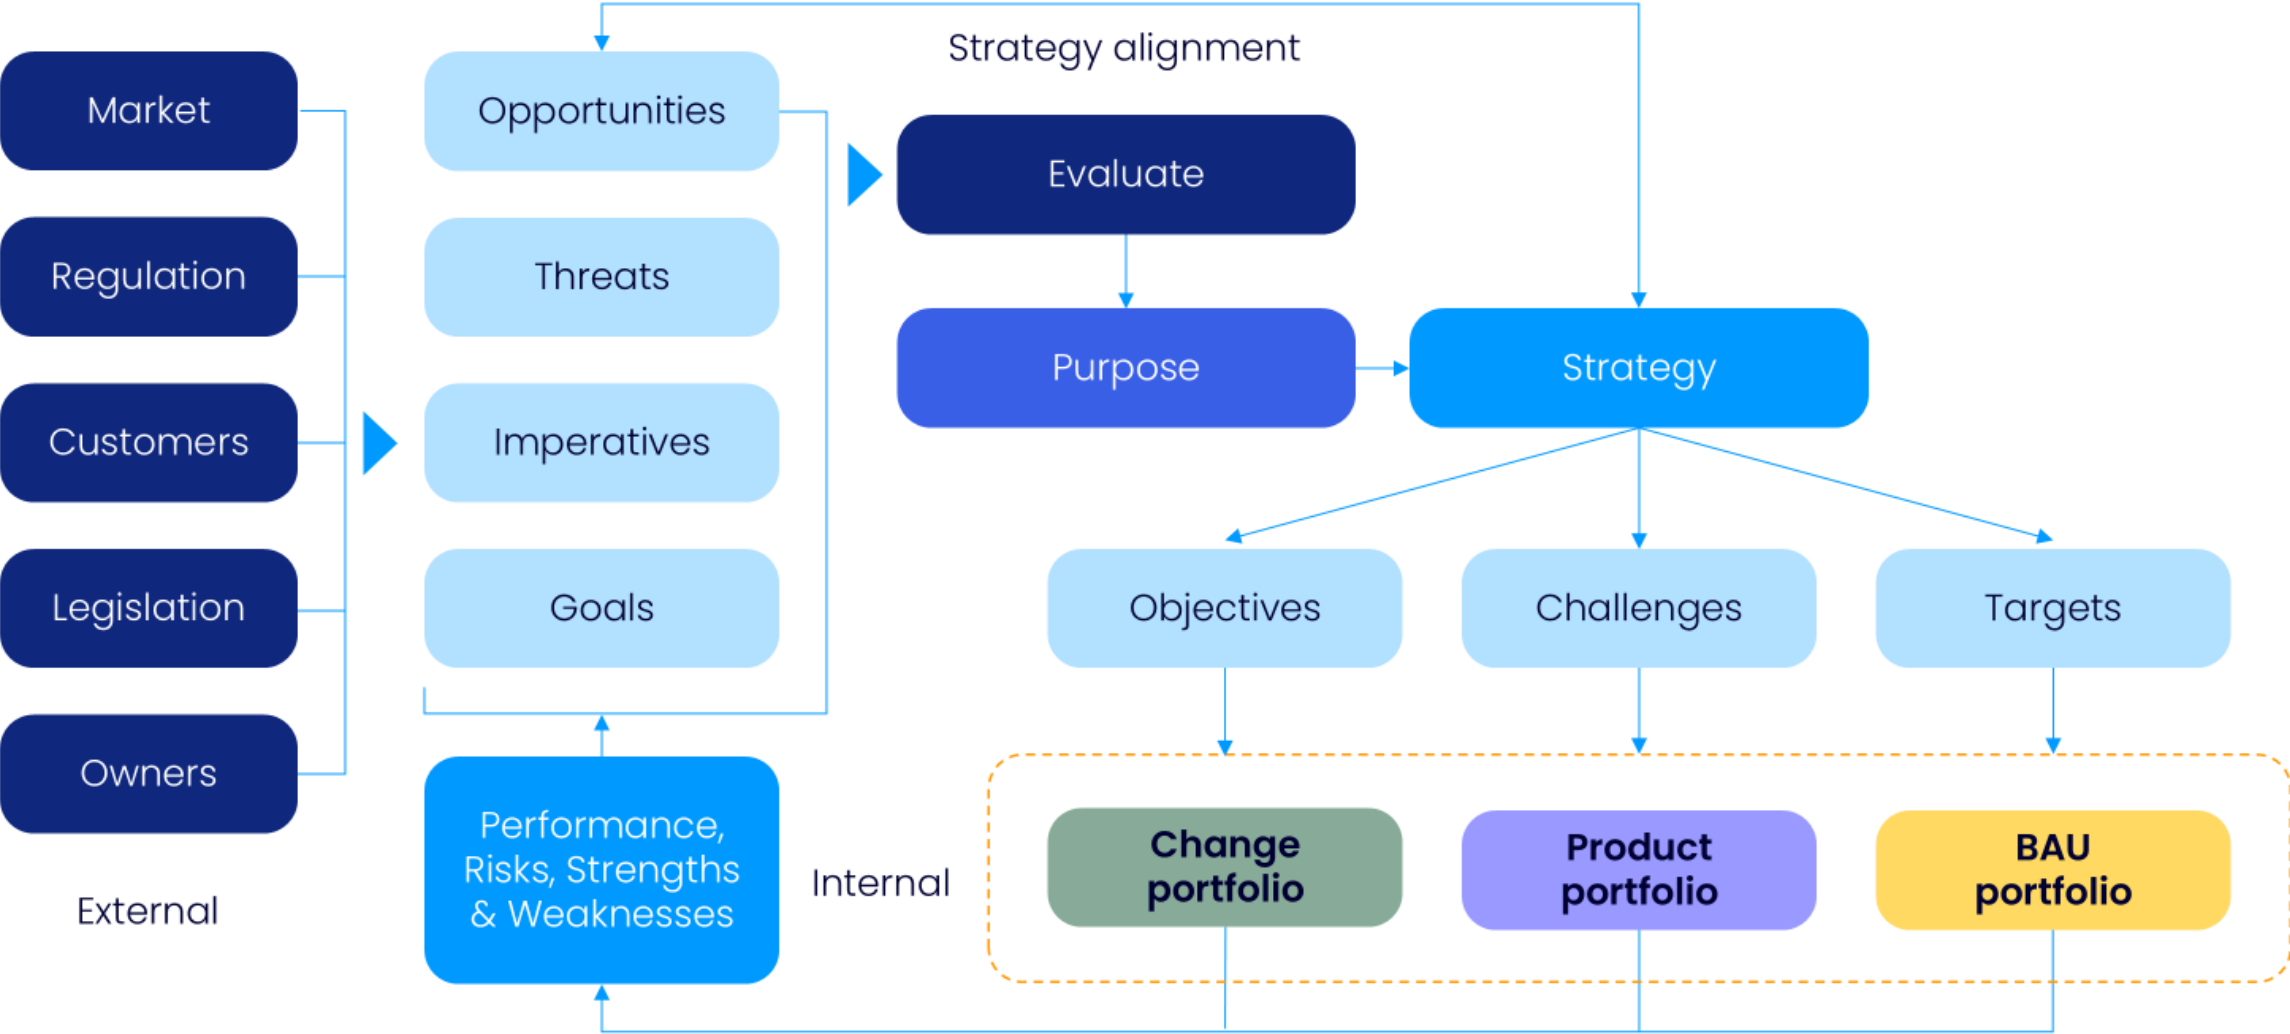 Strategy alignment
Market
Opportunities
Evaluate
Regulation
Threats
Purpose
Strategy
Customers
Imperatives
Legislation
Goals
Objectives
Challenges
Targets
Owners
Performance,
Risks, Strengths
& Weaknesses
Internal
Change
portfolio
Product
portfolio
BAU
portfolio
External